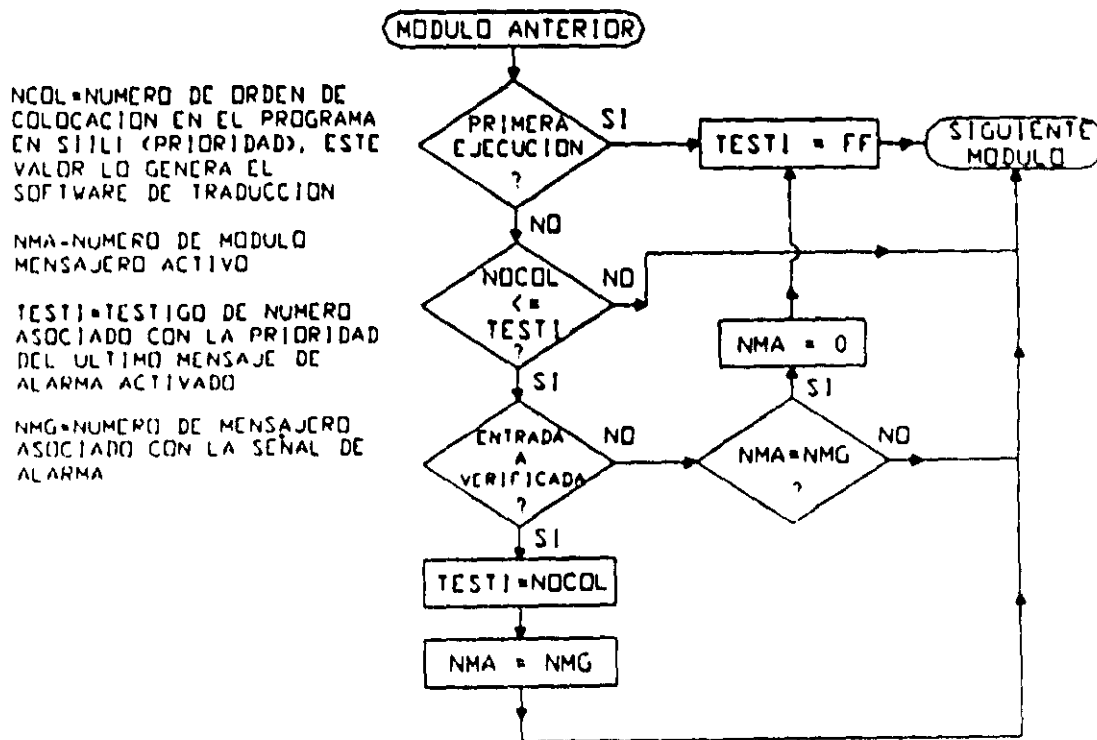 MODULO ANTERIOR
NCOL=NUMERO DE ORDEN DE
COLOCACION EN EL PROGRAMA
EN SIILI (PRIORIDAD), ESTE
VALOR LO GENERA EL
SOFTWARE DE TRADUCCION
NMA=NUMERO DE MODULO
MENSAJERO ACTIVO
TESTI=TESTIGO DE NUMERO
ASOCIADO CON LA PRIORIDAD
DEL ULTIMO MENSAJE DE
ALARMA ACTIVADO
NMG=NUMERO DE MENSAJERO
ASOCIADO CON LA SEÑAL DE
ALARMA
PRIMERA
EJECUCION
?
SI
TESTI = FF
SIGUIENTE
MODULO
NO
NOCOL
<=
TESTI
?
NO
NMA = 0
SI
SI
ENTRADA
A
VERIFICADA
?
NO
NMA=NMG
?
NO
SI
TESTI=NOCOL
NMA = NMG